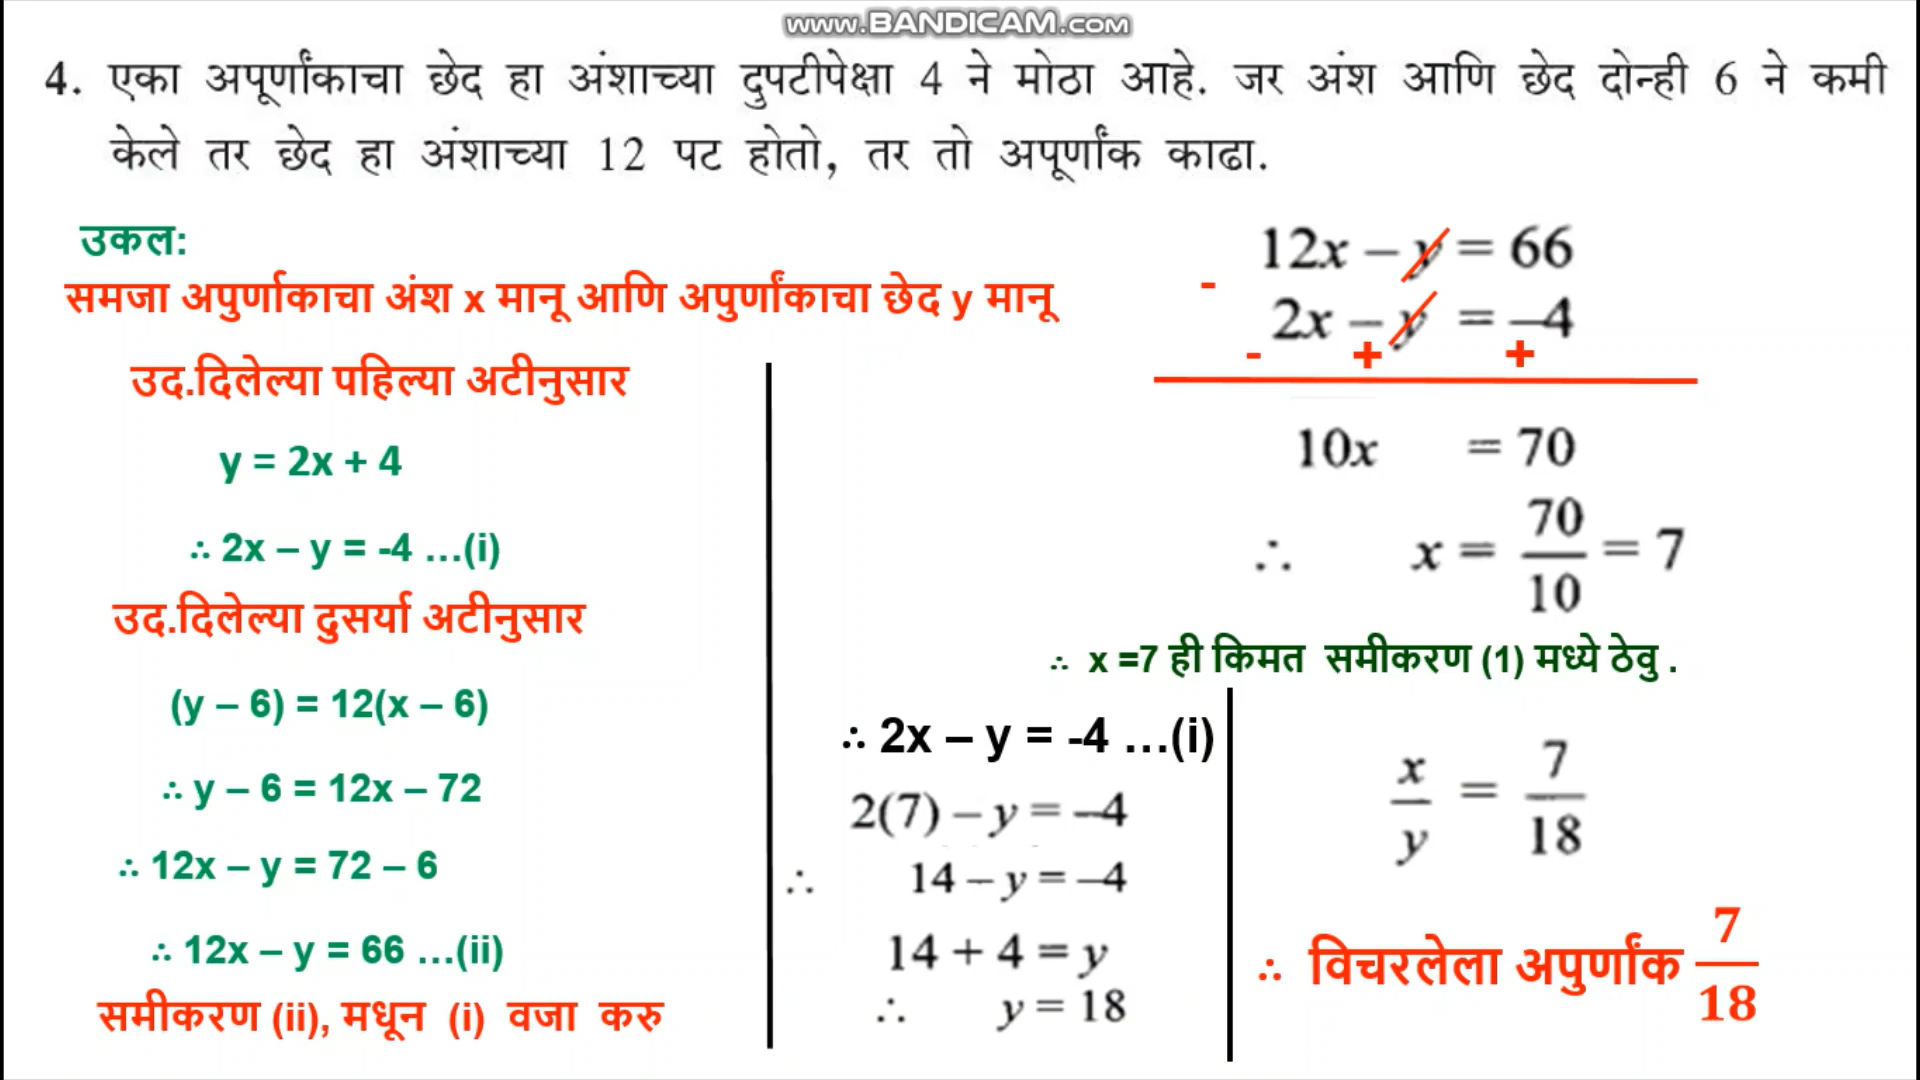 www.BANDICAM.com
4. एका अपूर्णांकाचा छेद हा अंशाच्या दुपटीपेक्षा 4 ने मोठा आहे. जर अंश आणि छेद दोन्ही 6 ने कमी
केले तर छेद हा अंशाच्या 12 पट होतो, तर तो अपूर्णांक काढा.
उकल:
समजा अपुर्णाकाचा अंश x मानू आणि अपुर्णांकाचा छेद y मानू
उद.दिलेल्या पहिल्या अटीनुसार
y = 2x + 4
∴ 2x – y = -4 …(i)
उद.दिलेल्या दुसर्या अटीनुसार
(y – 6) = 12(x – 6)
∴ y – 6 = 12x – 72
∴ 12x – y = 72 – 6
∴ 12x – y = 66 …(ii)
समीकरण (ii), मधून (i) वजा करु
12x – y = 66
-
2x – y = –4
- + +
10x = 70
∴ x = 70/10 = 7
∴ x =7 ही किमत समीकरण (1) मध्ये ठेवु .
∴ 2x – y = -4 …(i)
2(7) – y = –4
∴ 14 – y = –4
14 + 4 = y
∴ y = 18
x/y = 7/18
∴ विचरलेला अपुर्णांक 7/18